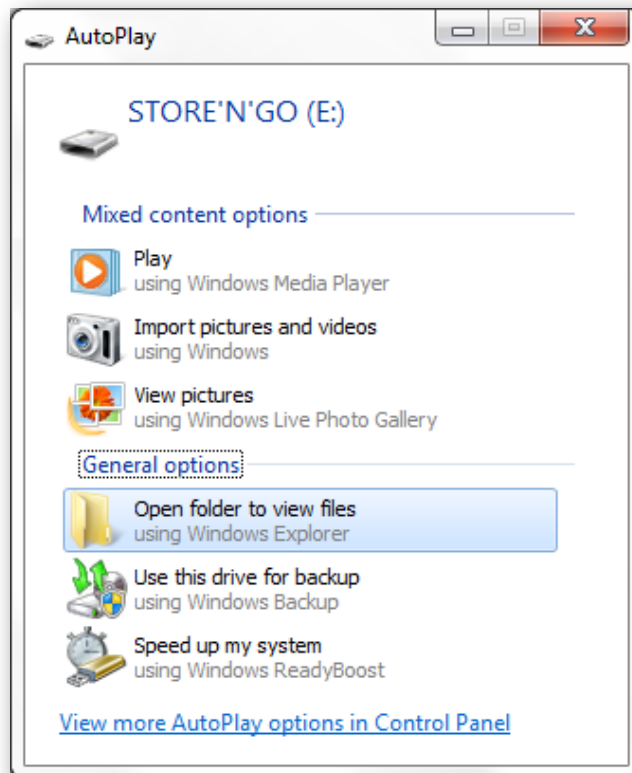 AutoPlay
STORE'N'GO (E:)
Mixed content options
Play
using Windows Media Player
Import pictures and videos
using Windows
View pictures
using Windows Live Photo Gallery
General options
Open folder to view files
using Windows Explorer
Use this drive for backup
using Windows Backup
Speed up my system
using Windows ReadyBoost
View more AutoPlay options in Control Panel